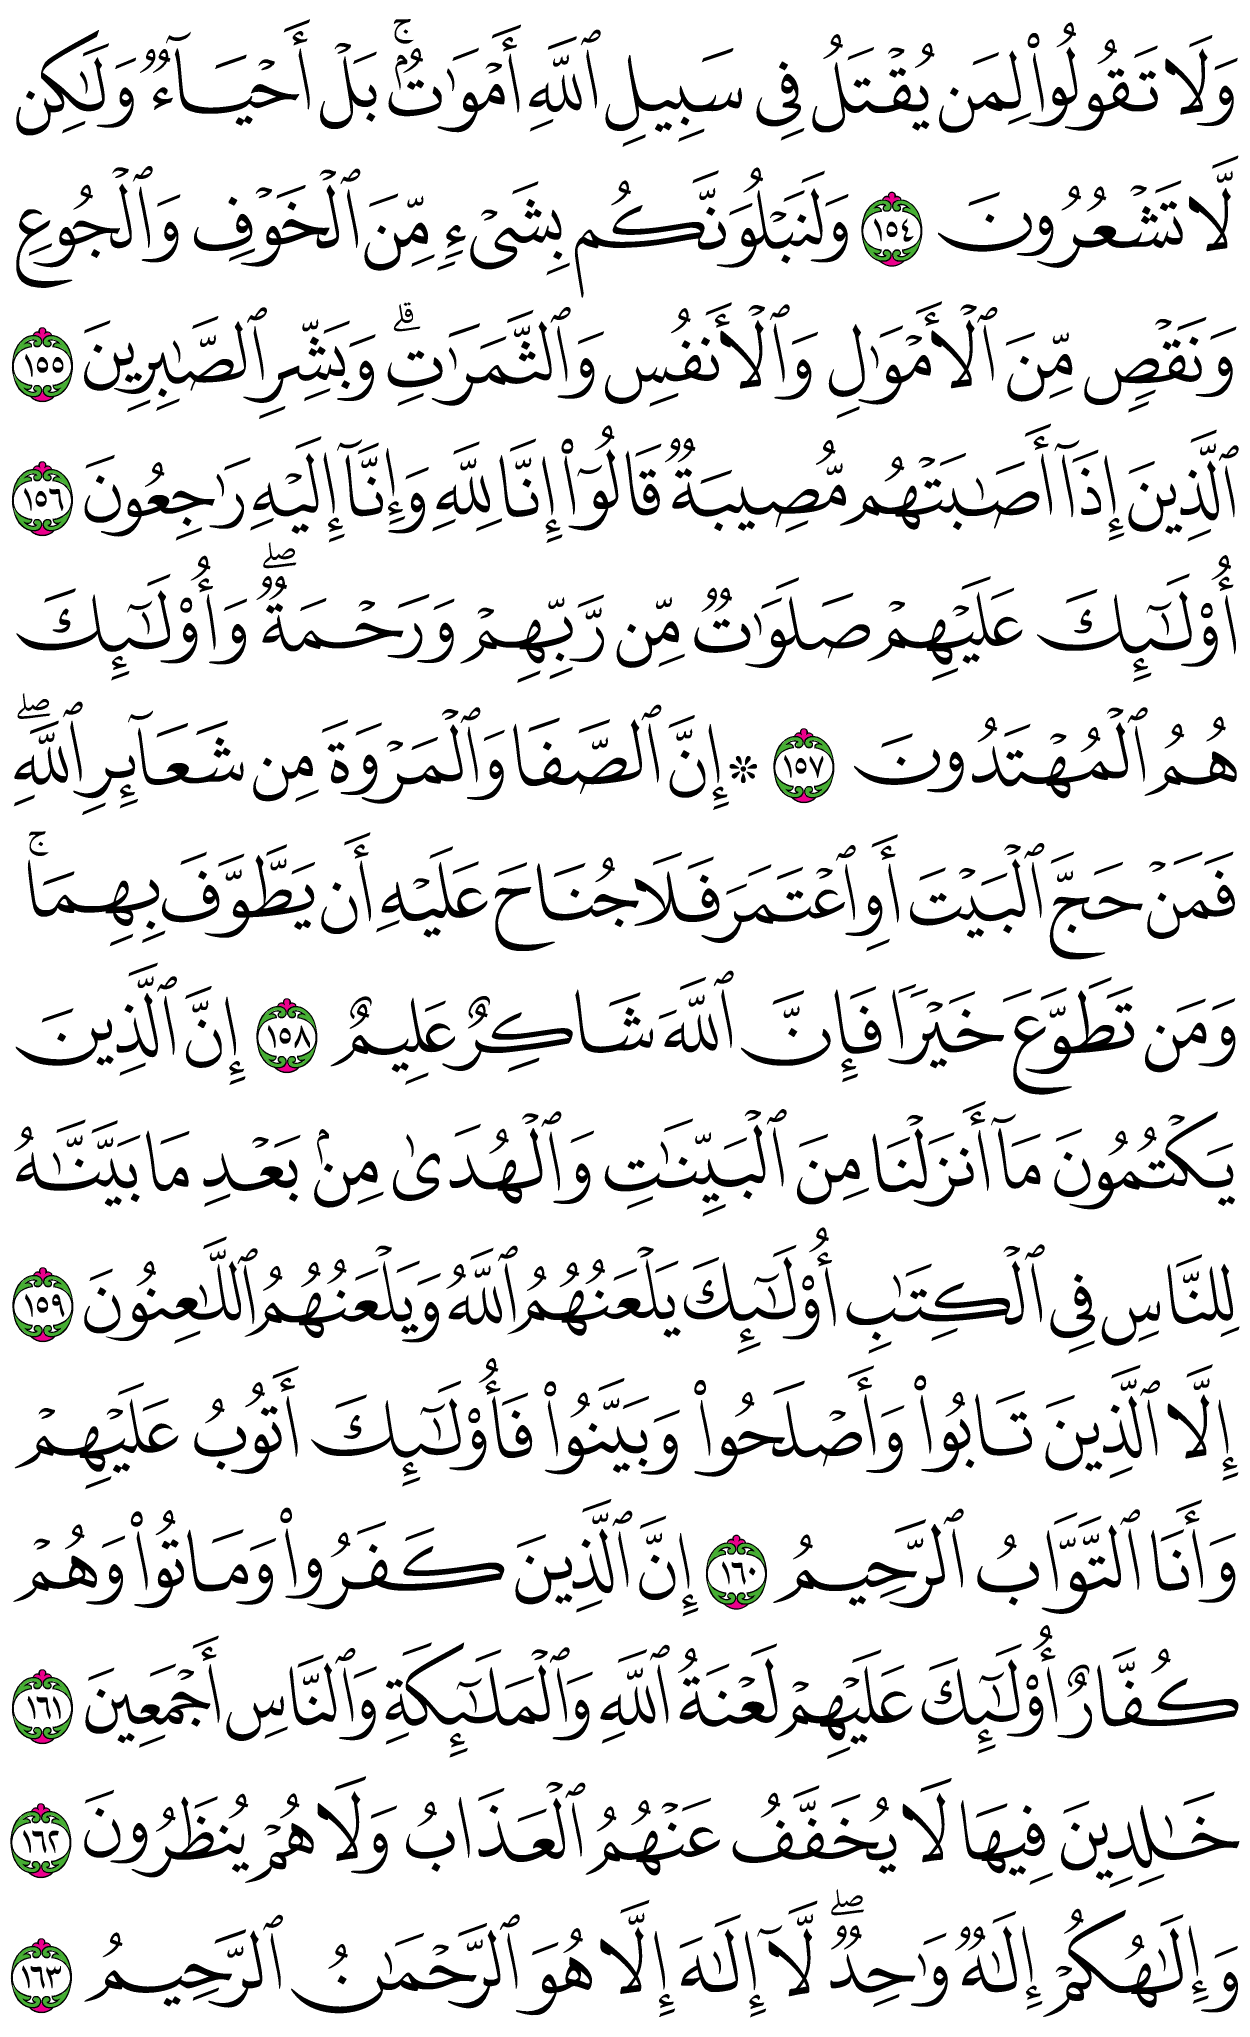 وَلَا تَقُولُوا۟ لِمَن يُقْتَلُ فِى سَبِيلِ ٱللَّهِ أَمْوَٰتٌۢ ۚ بَلْ أَحْيَآءٌ وَلَـٰكِن
لَّا تَشْعُرُونَ ١٥٤ وَلَنَبْلُوَنَّكُم بِشَىْءٍ مِّنَ ٱلْخَوْفِ وَٱلْجُوعِ
وَنَقْصٍ مِّنَ ٱلْأَمْوَٰلِ وَٱلْأَنفُسِ وَٱلثَّمَرَٰتِ ۗ وَبَشِّرِ ٱلصَّـٰبِرِينَ ١٥٥
ٱلَّذِينَ إِذَآ أَصَـٰبَتْهُم مُّصِيبَةٌ قَالُوٓا۟ إِنَّا لِلَّهِ وَإِنَّآ إِلَيْهِ رَٰجِعُونَ ١٥٦
أُو۟لَـٰٓئِكَ عَلَيْهِمْ صَلَوَٰتٌ مِّن رَّبِّهِمْ وَرَحْمَةٌ ۖ وَأُو۟لَـٰٓئِكَ
هُمُ ٱلْمُهْتَدُونَ ١٥٧ * إِنَّ ٱلصَّفَا وَٱلْمَرْوَةَ مِن شَعَآئِرِ ٱللَّهِ ۖ
فَمَنْ حَجَّ ٱلْبَيْتَ أَوِ ٱعْتَمَرَ فَلَا جُنَاحَ عَلَيْهِ أَن يَطَّوَّفَ بِهِمَا ۚ
وَمَن تَطَوَّعَ خَيْرًا فَإِنَّ ٱللَّهَ شَاكِرٌ عَلِيمٌ ١٥٨ إِنَّ ٱلَّذِينَ
يَكْتُمُونَ مَآ أَنزَلْنَا مِنَ ٱلْبَيِّنَـٰتِ وَٱلْهُدَىٰ مِنۢ بَعْدِ مَا بَيَّنَّـٰهُ
لِلنَّاسِ فِى ٱلْكِتَـٰبِ أُو۟لَـٰٓئِكَ يَلْعَنُهُمُ ٱللَّهُ وَيَلْعَنُهُمُ ٱللَّـٰعِنُونَ ١٥٩
إِلَّا ٱلَّذِينَ تَابُوا۟ وَأَصْلَحُوا۟ وَبَيَّنُوا۟ فَأُو۟لَـٰٓئِكَ أَتُوبُ عَلَيْهِمْ
وَأَنَا ٱلتَّوَّابُ ٱلرَّحِيمُ ١٦٠ إِنَّ ٱلَّذِينَ كَفَرُوا۟ وَمَاتُوا۟ وَهُمْ
كُفَّارٌ أُو۟لَـٰٓئِكَ عَلَيْهِمْ لَعْنَةُ ٱللَّهِ وَٱلْمَلَـٰٓئِكَةِ وَٱلنَّاسِ أَجْمَعِينَ ١٦١
خَـٰلِدِينَ فِيهَا لَا يُخَفَّفُ عَنْهُمُ ٱلْعَذَابُ وَلَا هُمْ يُنظَرُونَ ١٦٢
وَإِلَـٰهُكُمْ إِلَـٰهٌ وَٰحِدٌ ۖ لَّآ إِلَـٰهَ إِلَّا هُوَ ٱلرَّحْمَـٰنُ ٱلرَّحِيمُ ١٦٣